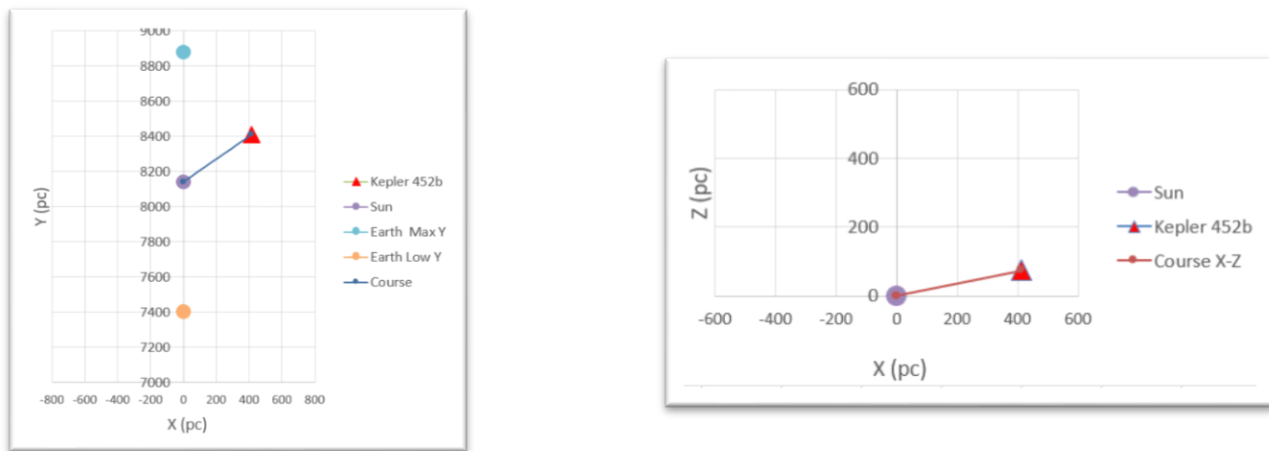 9000
8800
8600
8400
8200
8000
7800
7600
7400
7200
7000
-800 -600 -400 -200 0 200 400 600 800
Y (pc)
X (pc)
Kepler 452b
Sun
Earth Max Y
Earth Low Y
Course
600
400
200
0
-600 -400 -200 0 200 400 600
Z (pc)
X (pc)
Sun
Kepler 452b
Course X-Z